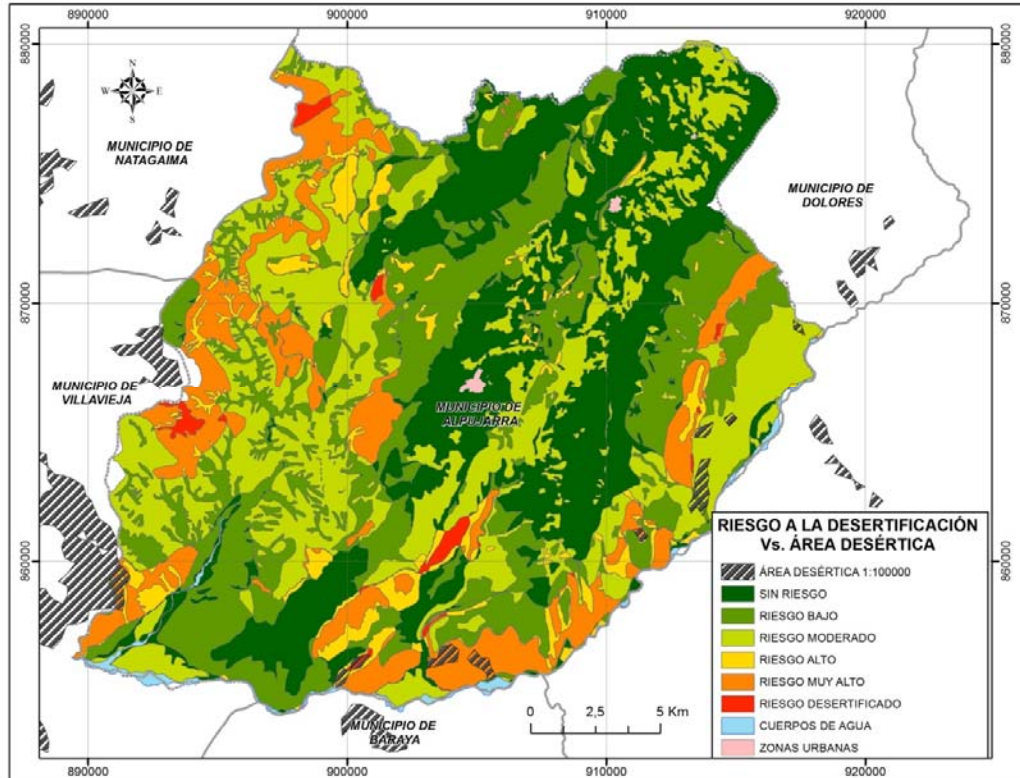 890000 900000 910000 920000
880000 880000
N
W E
S
MUNICIPIO DE
NATAGAIMA
MUNICIPIO DE
DOLORES
870000 870000
MUNICIPIO DE
VILLAVIEJA
MUNICIPIO DE
ALPUJARRA
860000 860000
RIESGO A LA DESERTIFICACIÓN
Vs. ÁREA DESÉRTICA
ÁREA DESÉRTICA 1:100000
SIN RIESGO
RIESGO BAJO
RIESGO MODERADO
RIESGO ALTO
RIESGO MUY ALTO
RIESGO DESERTIFICADO
CUERPOS DE AGUA
ZONAS URBANAS
MUNICIPIO DE
BARAYA
0 2,5 5 Km
890000 900000 910000 920000